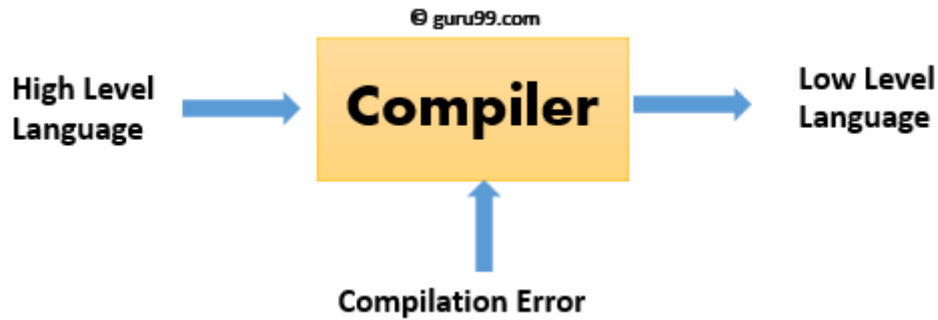 © guru99.com
High Level
Language
Compiler
Low Level
Language
Compilation Error